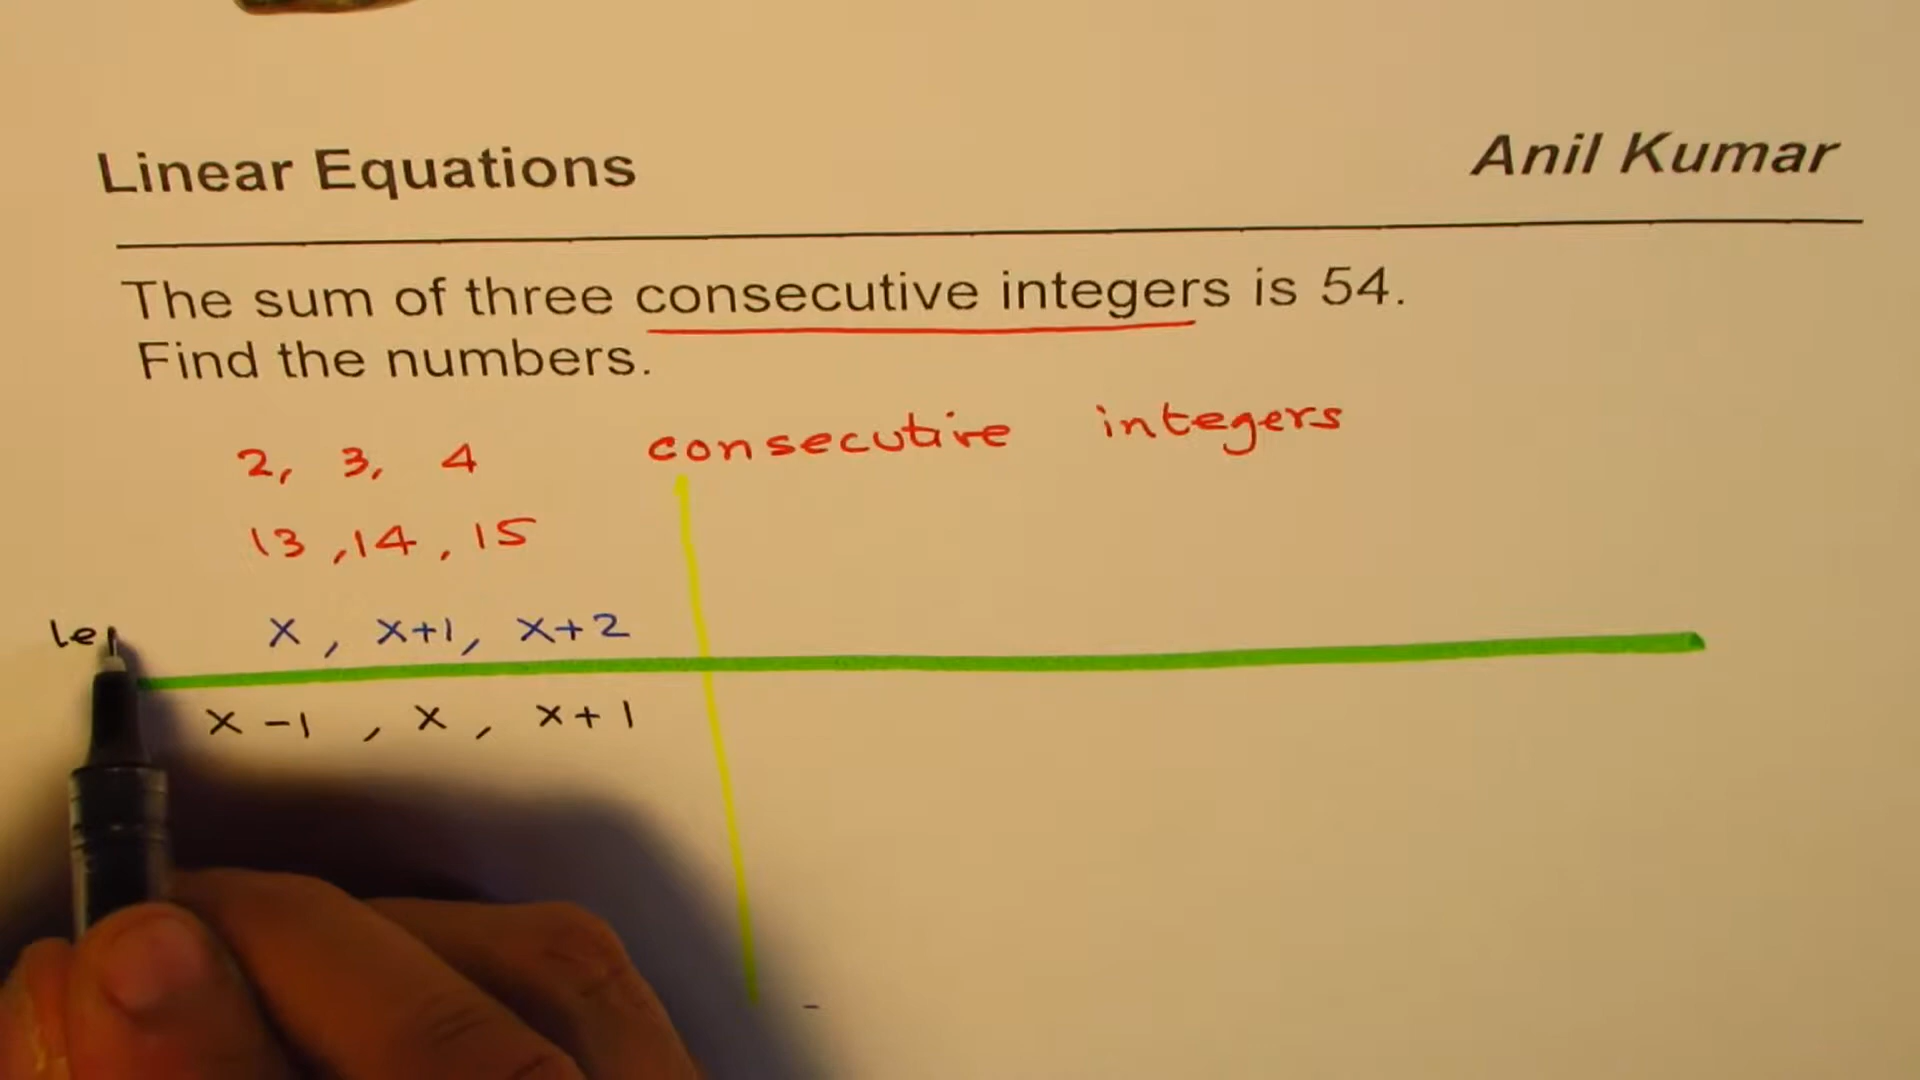 Linear Equations Anil Kumar
The sum of three consecutive integers is 54.
Find the numbers.
2, 3, 4 consecutive integers
13, 14, 15
le x, x+1, x+2
x-1, x, x+1